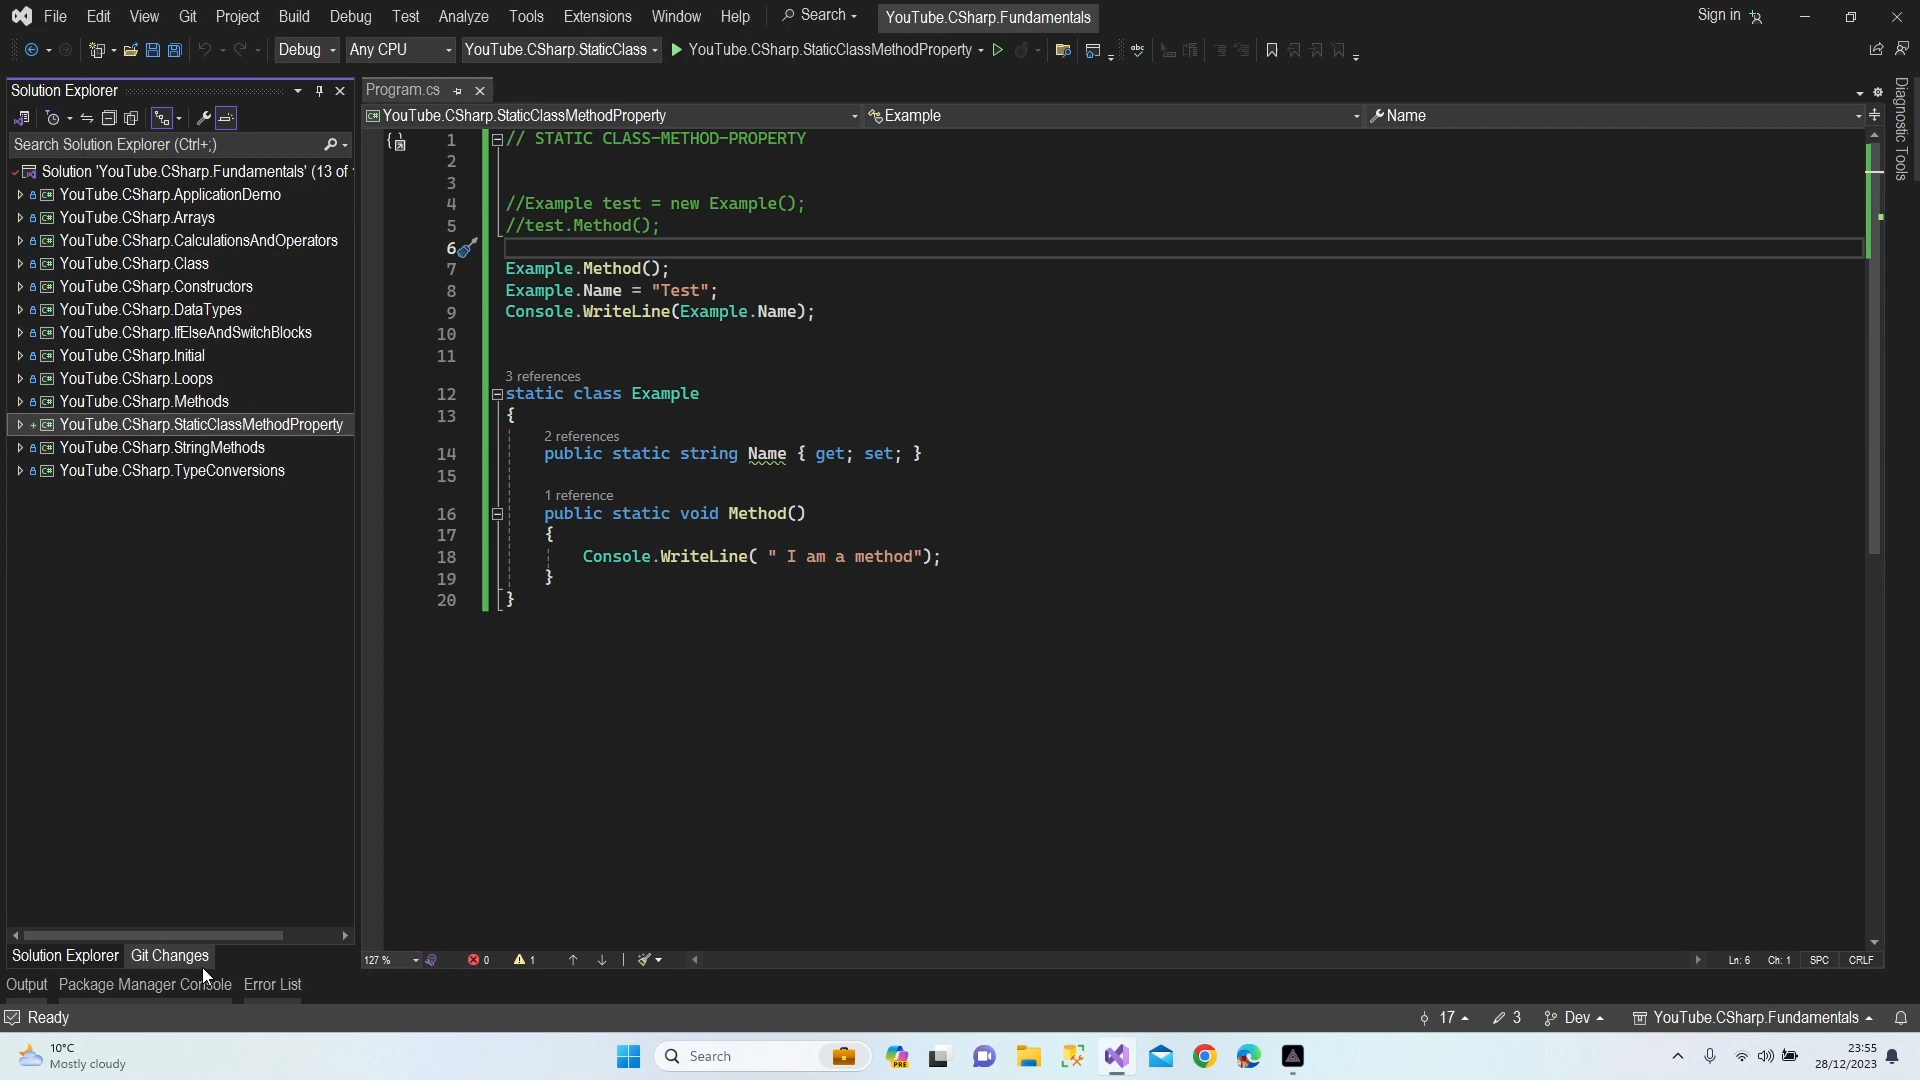 File Edit View Git Project Build Debug Test Analyze Tools Extensions Window Help Search YouTube.CSharp.Fundamentals Sign in
Debug Any CPU YouTube.CSharp.StaticClass YouTube.CSharp.StaticClassMethodProperty
Solution Explorer
Program.cs
YouTube.CSharp.StaticClassMethodProperty Example Name
Search Solution Explorer (Ctrl+;)
Solution 'YouTube.CSharp.Fundamentals' (13 of
YouTube.CSharp.ApplicationDemo
YouTube.CSharp.Arrays
YouTube.CSharp.CalculationsAndOperators
YouTube.CSharp.Class
YouTube.CSharp.Constructors
YouTube.CSharp.DataTypes
YouTube.CSharp.IfElseAndSwitchBlocks
YouTube.CSharp.Initial
YouTube.CSharp.Loops
YouTube.CSharp.Methods
YouTube.CSharp.StaticClassMethodProperty
YouTube.CSharp.StringMethods
YouTube.CSharp.TypeConversions
1 // STATIC CLASS-METHOD-PROPERTY
2
3
4 //Example test = new Example();
5 //test.Method();
6
7 Example.Method();
8 Example.Name = "Test";
9 Console.WriteLine(Example.Name);
10
11
3 references
12 static class Example
13 {
2 references
14 public static string Name { get; set; }
15
1 reference
16 public static void Method()
17 {
18 Console.WriteLine( " I am a method");
19 }
20 }
Diagnostic Tools
127 % 0 1 Ln: 6 Ch: 1 SPC CRLF
Solution Explorer Git Changes
Output Package Manager Console Error List
Ready 17 3 Dev YouTube.CSharp.Fundamentals
10°C
Mostly cloudy
Search
PRE
23:55
28/12/2023